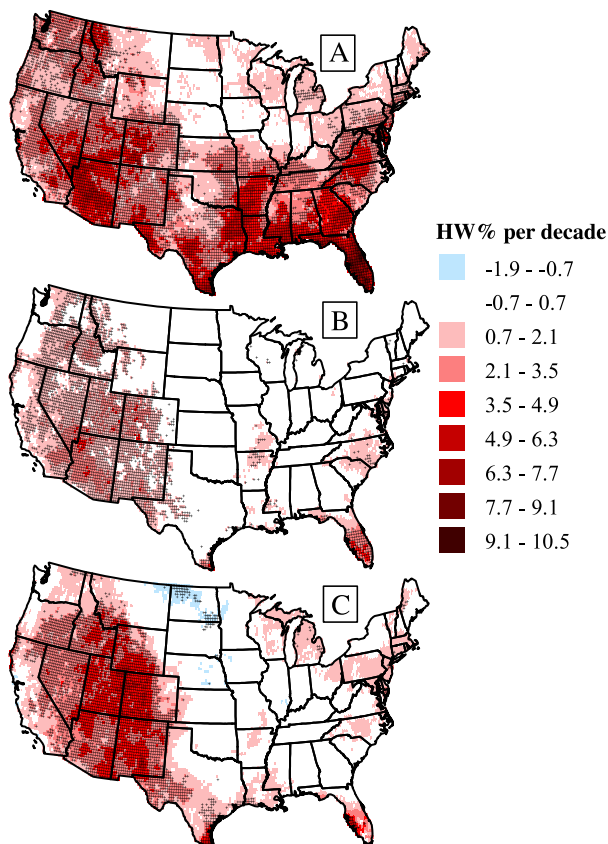 A
HW% per decade
-1.9 - -0.7
-0.7 - 0.7
B
0.7 - 2.1
2.1 - 3.5
3.5 - 4.9
4.9 - 6.3
6.3 - 7.7
7.7 - 9.1
9.1 - 10.5
C